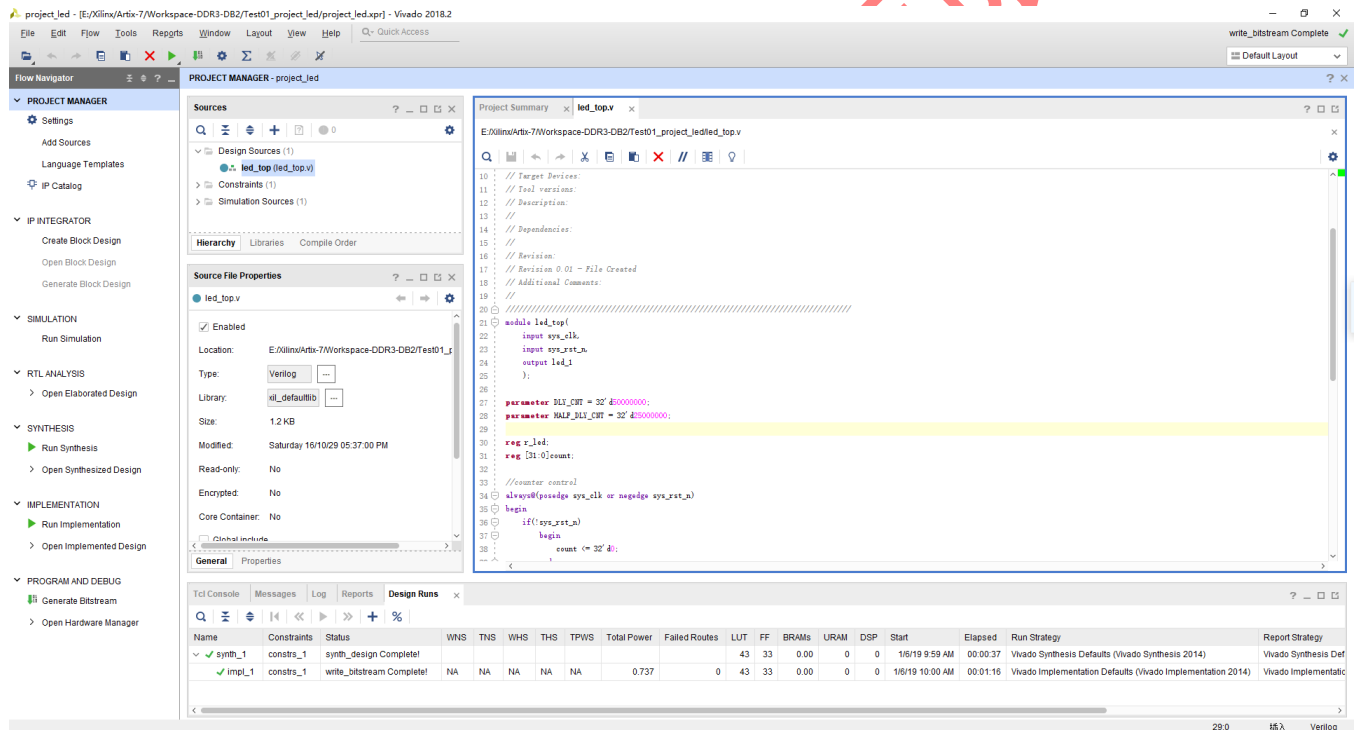 project_led - [E:/Xilinx/Artix-7/Workspace-DDR3-DB2/Test01_project_led/project_led.xpr] - Vivado 2018.2
File Edit Flow Tools Reports Window Layout View Help Quick Access
write_bitstream Complete
Default Layout
Flow Navigator
PROJECT MANAGER - project_led
PROJECT MANAGER
Settings
Add Sources
Language Templates
IP Catalog
IP INTEGRATOR
Create Block Design
Open Block Design
Generate Block Design
SIMULATION
Run Simulation
RTL ANALYSIS
Open Elaborated Design
SYNTHESIS
Run Synthesis
Open Synthesized Design
IMPLEMENTATION
Run Implementation
Open Implemented Design
PROGRAM AND DEBUG
Generate Bitstream
Open Hardware Manager
Sources
0
Design Sources (1)
led_top (led_top.v)
Constraints (1)
Simulation Sources (1)
Hierarchy Libraries Compile Order
Source File Properties
led_top.v
Enabled
Location: E:/Xilinx/Artix-7/Workspace-DDR3-DB2/Test01_p
Type: Verilog
Library: xil_defaultlib
Size: 1.2 KB
Modified: Saturday 16/10/29 05:37:00 PM
Read-only: No
Encrypted: No
Core Container: No
Global include
General Properties
Project Summary led_top.v
E:/Xilinx/Artix-7/Workspace-DDR3-DB2/Test01_project_led/led_top.v
10 // Target Devices:
11 // Tool versions:
12 // Description:
13 //
14 // Dependencies:
15 //
16 // Revision:
17 // Revision 0.01 - File Created
18 // Additional Comments:
19 //
20 //////////////////////////////////////////////////////////////////////////////////
21 module led_top(
22 input sys_clk,
23 input sys_rst_n,
24 output led_1
25 );
26
27 parameter DLY_CNT = 32'd50000000;
28 parameter HALF_DLY_CNT = 32'd25000000;
29
30 reg r_led;
31 reg [31:0]count;
32
33 //counter control
34 always@(posedge sys_clk or negedge sys_rst_n)
35 begin
36 if(!sys_rst_n)
37 begin
38 count <= 32'd0;
Tcl Console Messages Log Reports Design Runs
Name Constraints Status WNS TNS WHS THS TPWS Total Power Failed Routes LUT FF BRAMs URAM DSP Start Elapsed Run Strategy Report Strategy
synth_1 constrs_1 synth_design Complete! 43 33 0.00 0 0 1/6/19 9:59 AM 00:00:37 Vivado Synthesis Defaults (Vivado Synthesis 2014) Vivado Synthesis Def
impl_1 constrs_1 write_bitstream Complete! NA NA NA NA NA 0.737 0 43 33 0.00 0 0 1/6/19 10:00 AM 00:01:16 Vivado Implementation Defaults (Vivado Implementation 2014) Vivado Implementatic
29:0 插入 Verilog